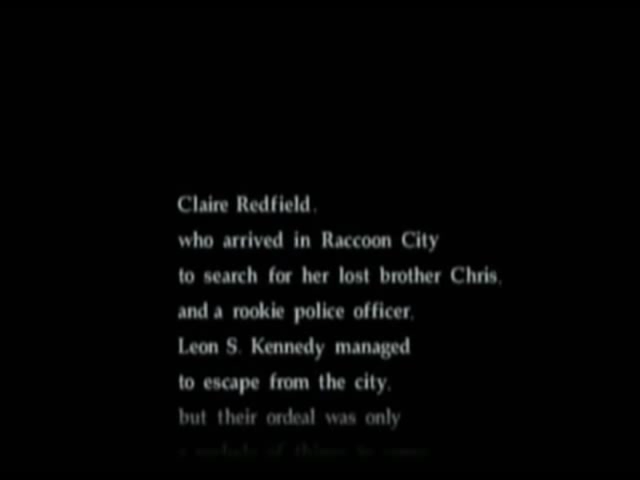 Claire Redfield,
who arrived in Raccoon City
to search for her lost brother Chris,
and a rookie police officer,
Leon S. Kennedy managed
to escape from the city,
but their ordeal was only
a